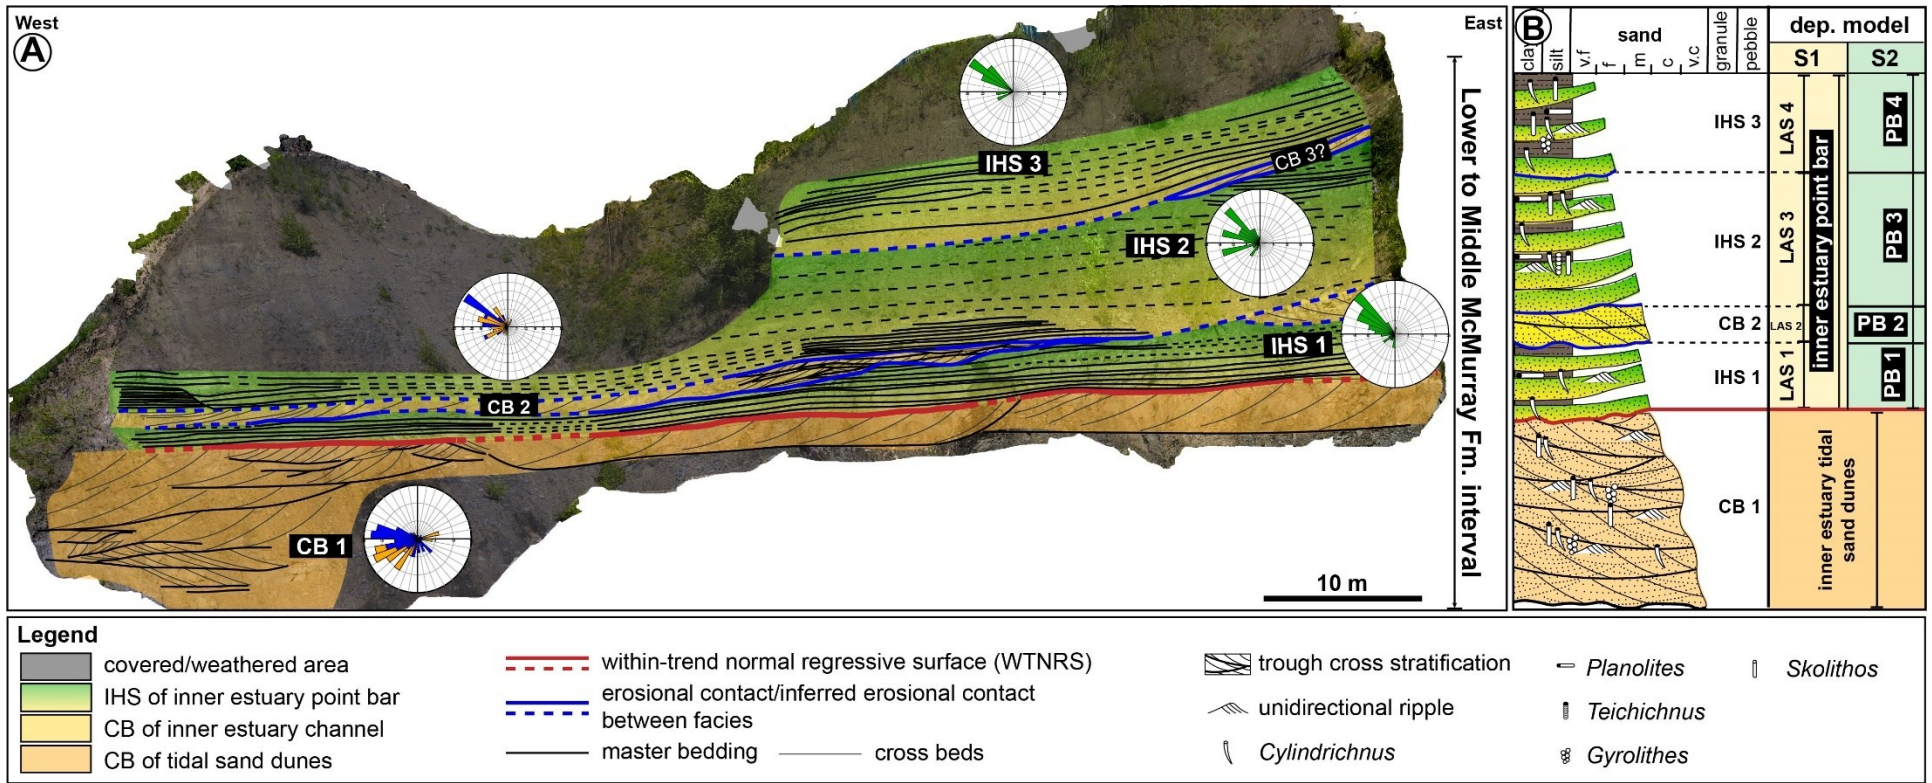 West
A
East
IHS 3
CB 3?
IHS 2
IHS 1
CB 2
CB 1
10 m
Lower to Middle McMurray Fm. interval
B
clay
silt
sand
v.f
f
m
c
v.c
granule
pebble
dep. model
S1
S2
IHS 3
LAS 4
PB 4
IHS 2
LAS 3
inner estuary point bar
PB 3
CB 2
LAS 2
PB 2
IHS 1
LAS 1
PB 1
CB 1
inner estuary tidal
sand dunes
Legend
covered/weathered area
IHS of inner estuary point bar
CB of inner estuary channel
CB of tidal sand dunes
within-trend normal regressive surface (WTNRS)
erosional contact/inferred erosional contact
between facies
master bedding
cross beds
trough cross stratification
unidirectional ripple
Cylindrichnus
Planolites
Teichichnus
Gyrolithes
Skolithos